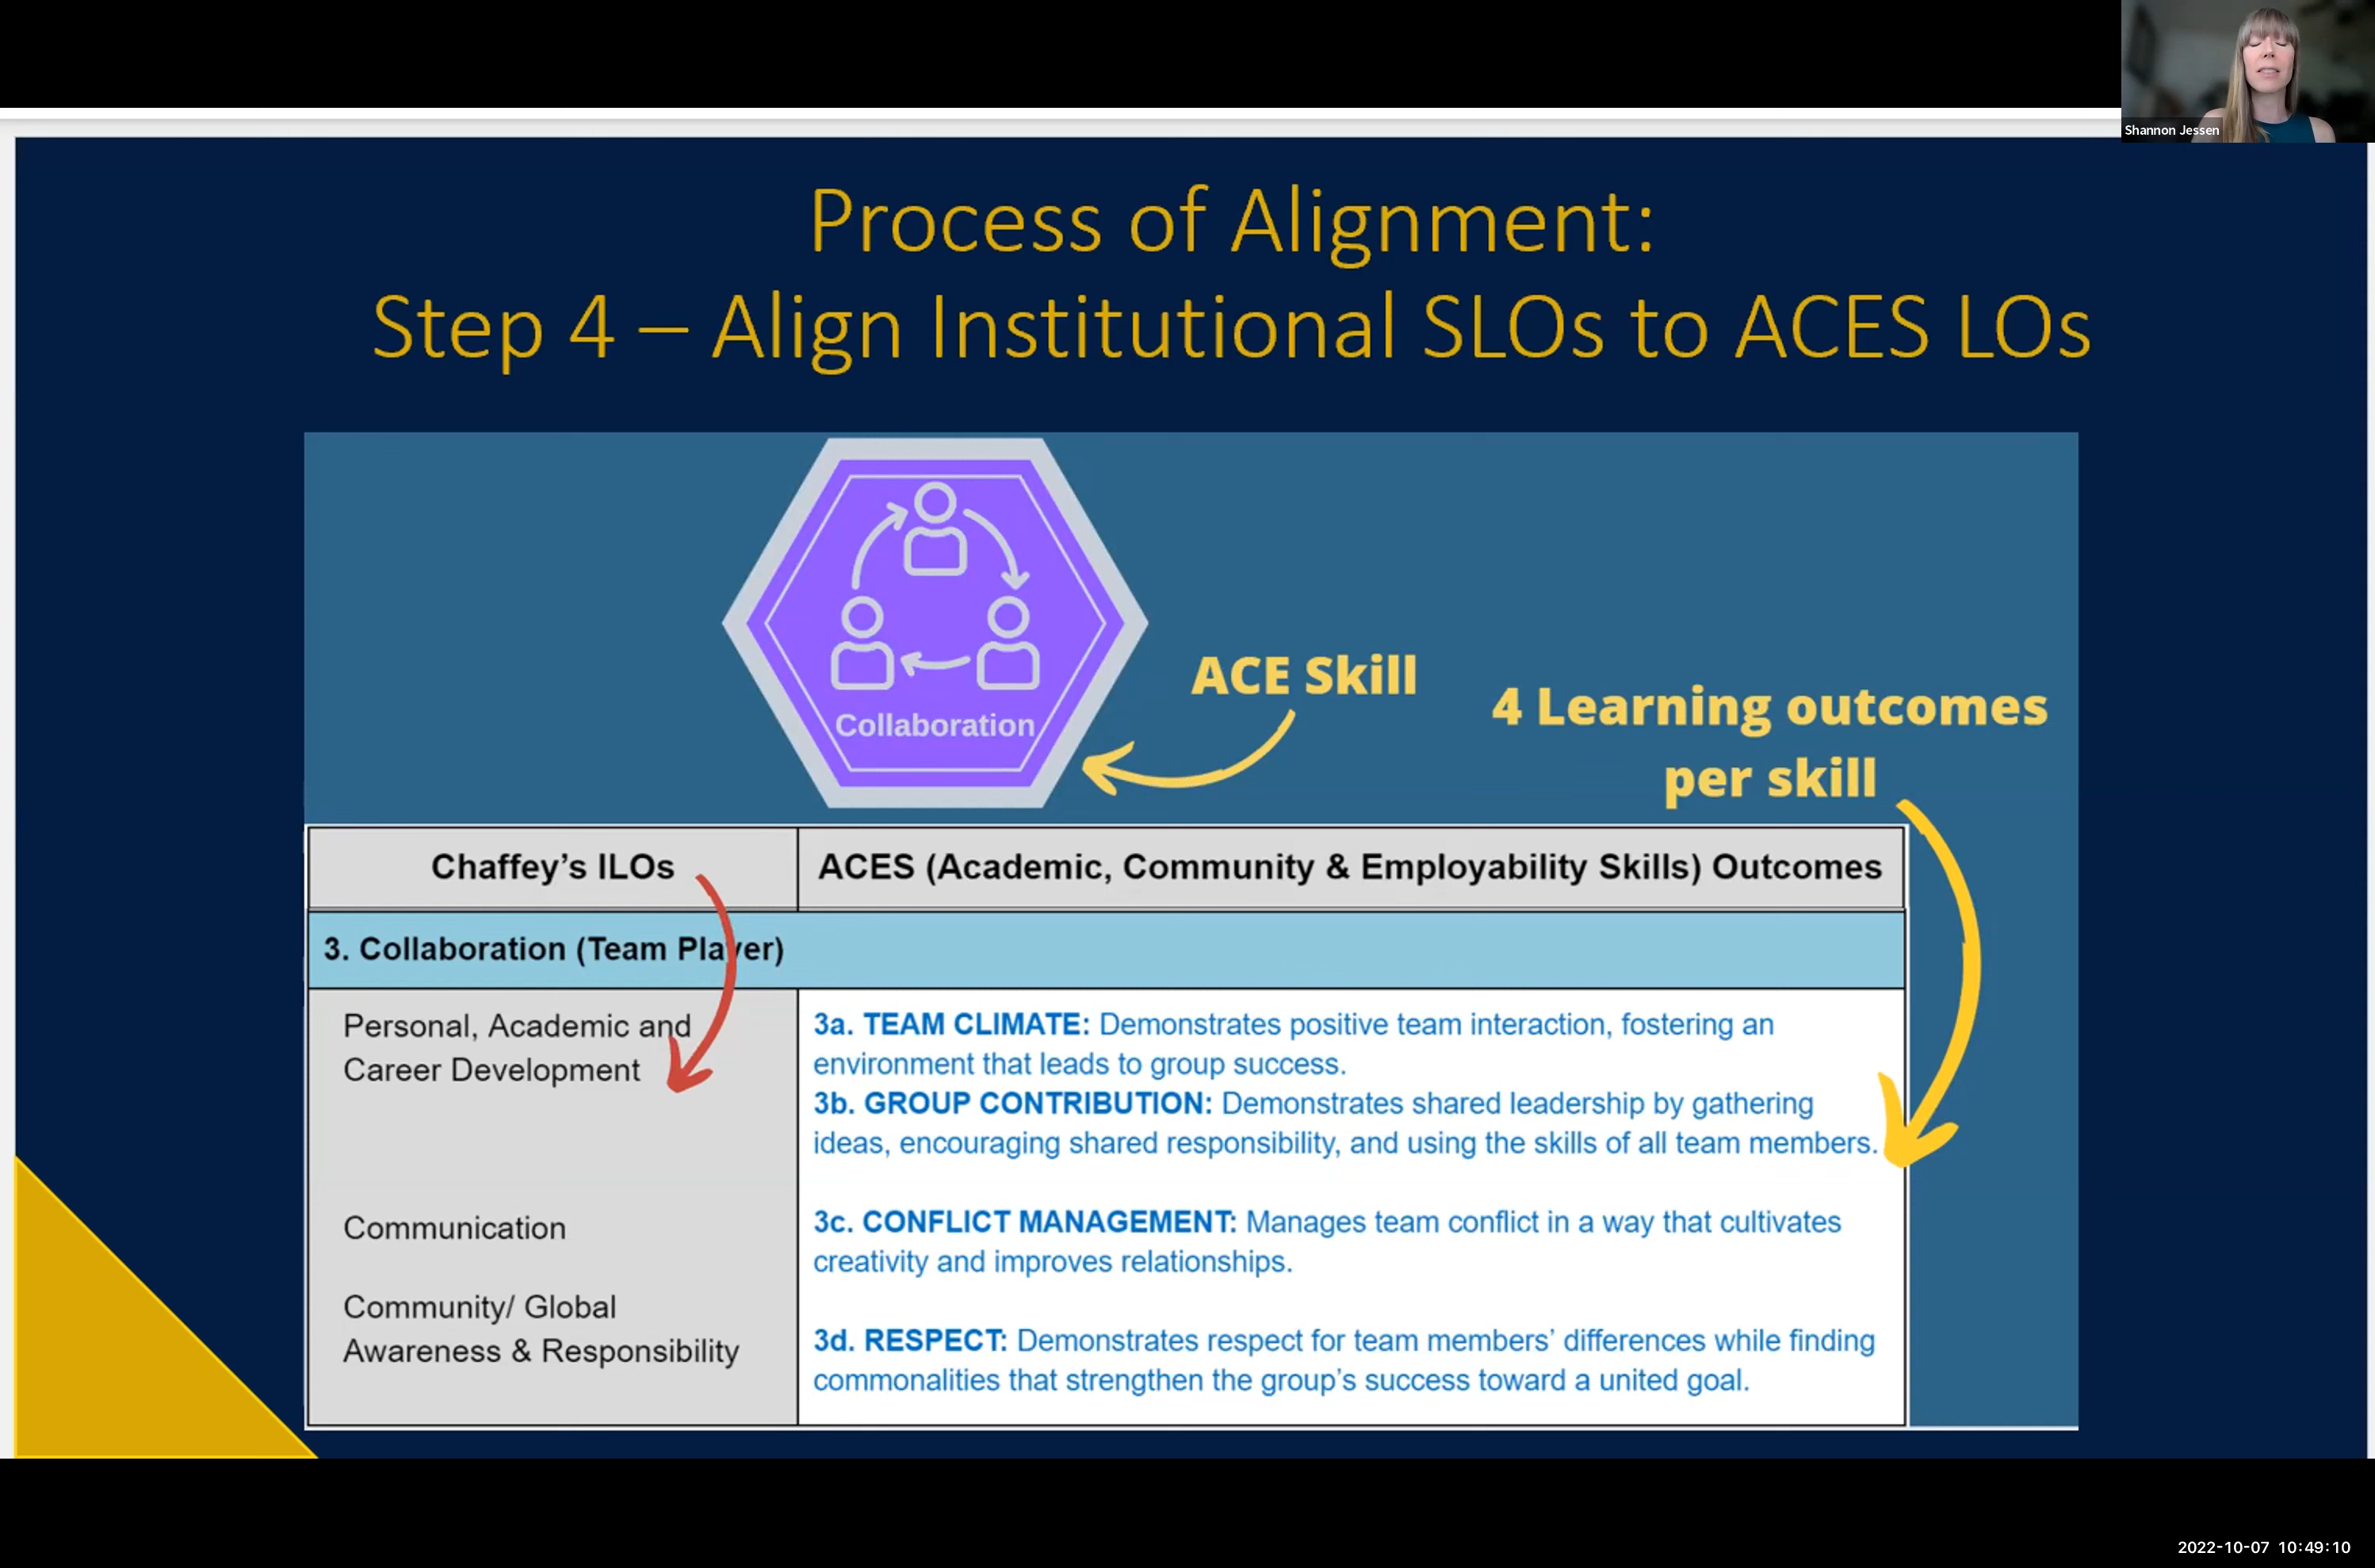 Shannon Jessen
Process of Alignment:
Step 4 – Align Institutional SLOs to ACES LOs
Collaboration
ACE Skill
4 Learning outcomes
per skill
Chaffey’s ILOs
ACES (Academic, Community & Employability Skills) Outcomes
3. Collaboration (Team Player)
Personal, Academic and
Career Development
Communication
Community/ Global
Awareness & Responsibility
3a. TEAM CLIMATE: Demonstrates positive team interaction, fostering an
environment that leads to group success.
3b. GROUP CONTRIBUTION: Demonstrates shared leadership by gathering
ideas, encouraging shared responsibility, and using the skills of all team members.
3c. CONFLICT MANAGEMENT: Manages team conflict in a way that cultivates
creativity and improves relationships.
3d. RESPECT: Demonstrates respect for team members’ differences while finding
commonalities that strengthen the group’s success toward a united goal.
2022-10-07 10:49:10